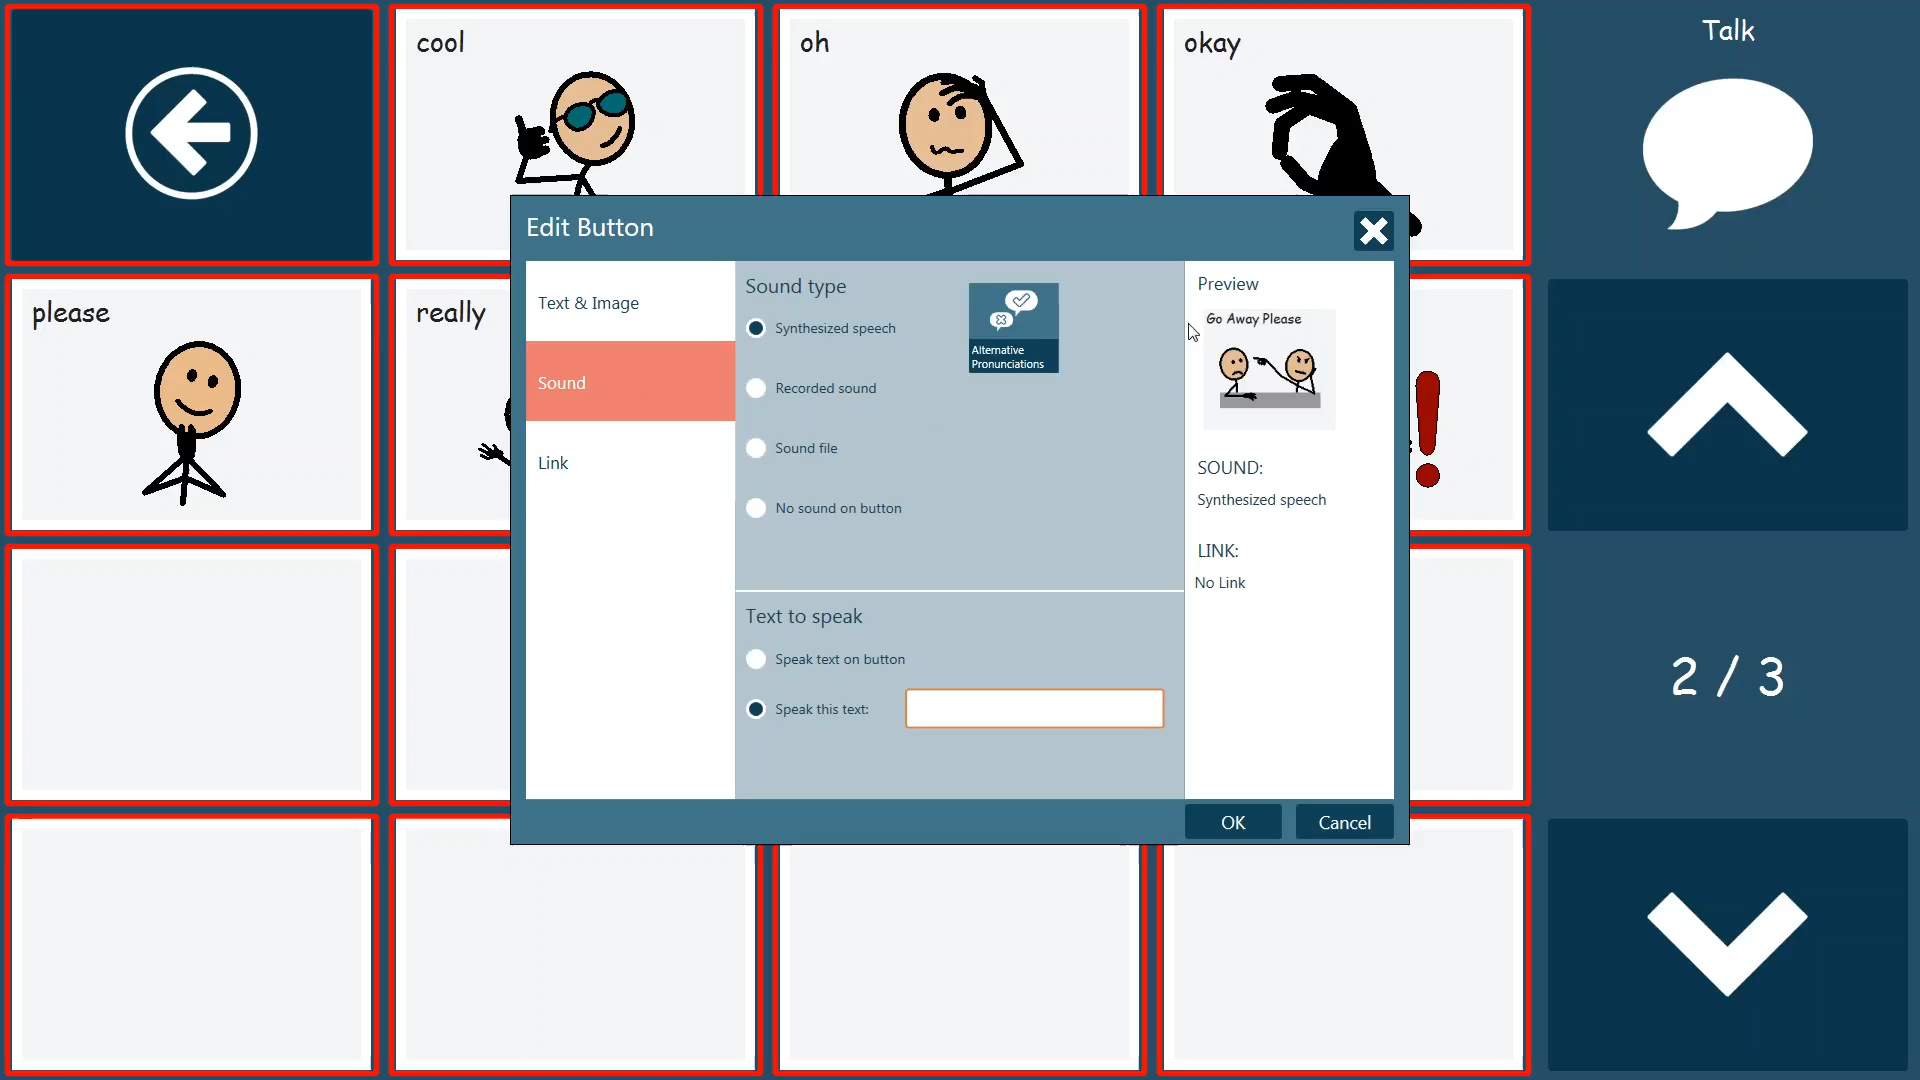 cool
oh
okay
Talk
please
really
Edit Button
Text & Image
Sound
Link
Sound type
Synthesized speech
Recorded sound
Sound file
No sound on button
Alternative
Pronunciations
Text to speak
Speak text on button
Speak this text:
Preview
Go Away Please
SOUND:
Synthesized speech
LINK:
No Link
OK
Cancel
2 / 3